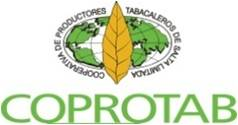 COOPERATIVA DE PRODUCTORES TABACALEROS DE SALTA LIMITADA
COPROTAB